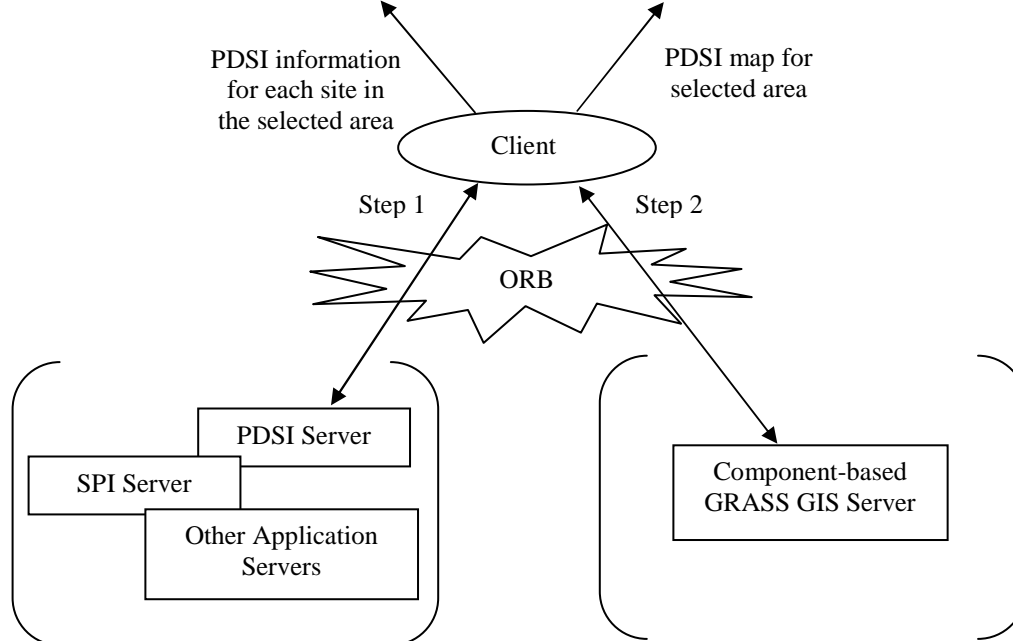 PDSI information
for each site in
the selected area
PDSI map for
selected area
Client
Step 1
Step 2
ORB
PDSI Server
SPI Server
Other Application
Servers
Component-based
GRASS GIS Server